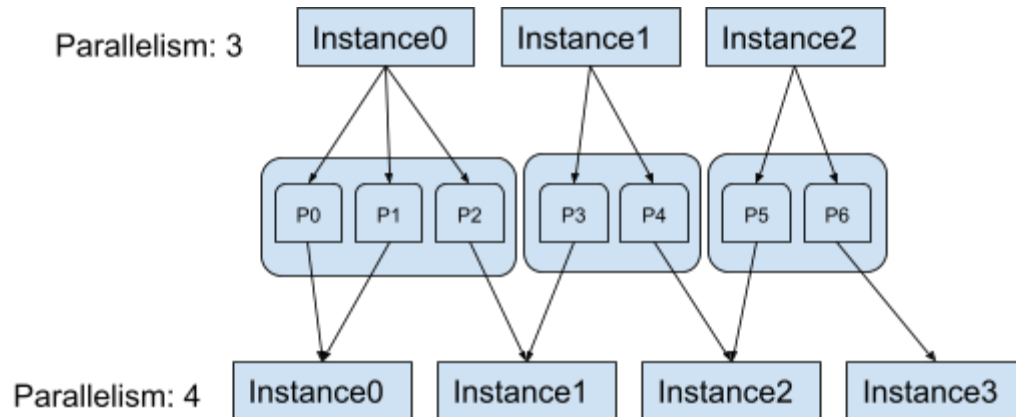 Parallelism: 3 Instance0 Instance1 Instance2
P0 P1 P2 P3 P4 P5 P6
Parallelism: 4 Instance0 Instance1 Instance2 Instance3